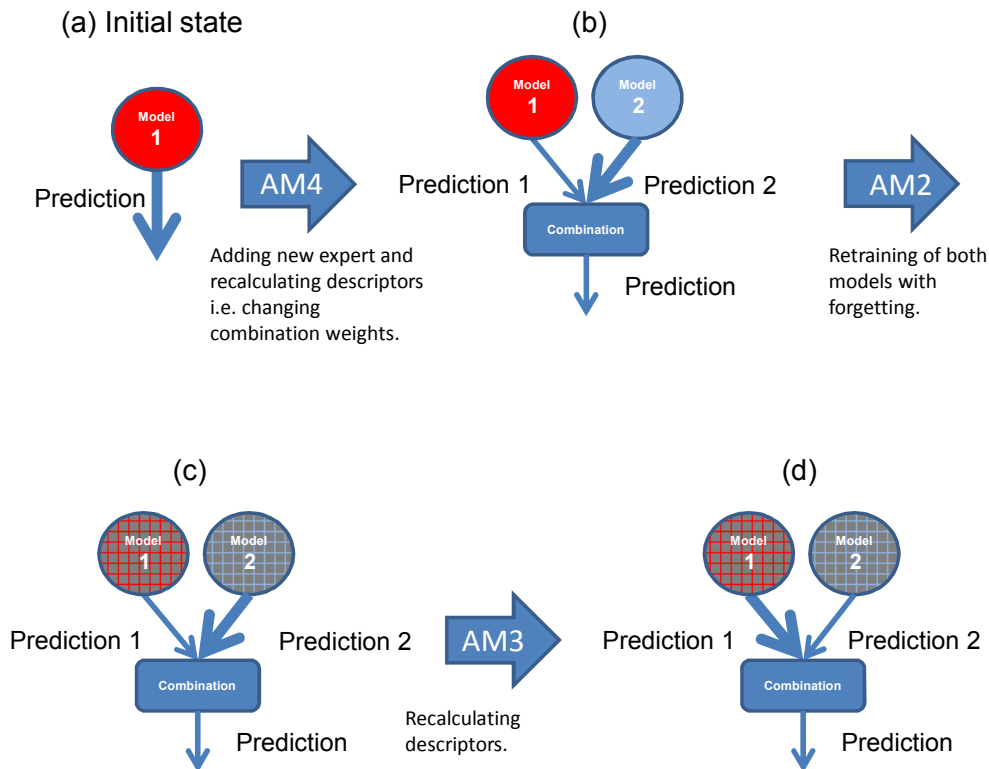 (a) Initial state
(b)
Model
1
Model
1
Model
2
Prediction
AM4
Prediction 1
Prediction 2
AM2
Combination
Adding new expert and
recalculating descriptors
i.e. changing
combination weights.
Prediction
Retraining of both
models with
forgetting.
(c)
(d)
Model
1
Model
2
Model
1
Model
2
Prediction 1
Prediction 2
AM3
Prediction 1
Prediction 2
Combination
Combination
Recalculating
descriptors.
Prediction
Prediction